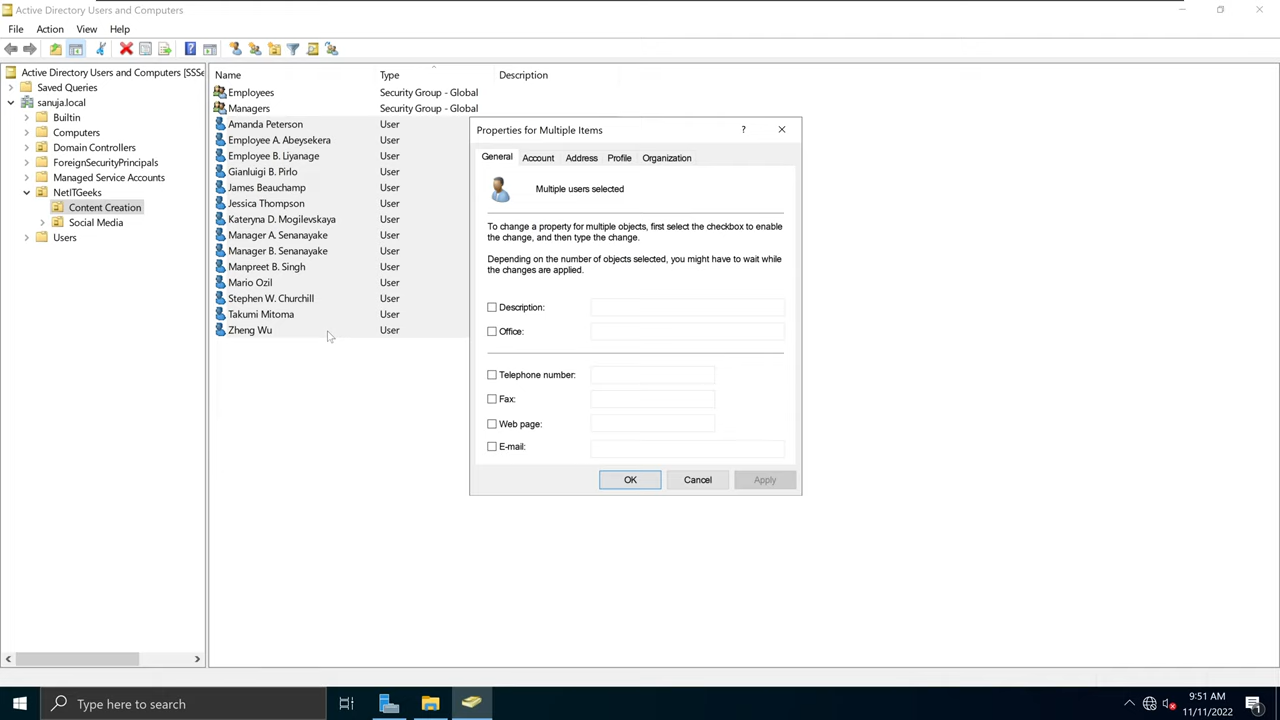 Active Directory Users and Computers
File Action View Help
Active Directory Users and Computers [SSSe
Saved Queries
sanuja.local
Builtin
Computers
Domain Controllers
ForeignSecurityPrincipals
Managed Service Accounts
NetITGeeks
Content Creation
Social Media
Users
Name Type Description
Employees Security Group - Global
Managers Security Group - Global
Amanda Peterson User
Employee A. Abeysekera User
Employee B. Liyanage User
Gianluigi B. Pirlo User
James Beauchamp User
Jessica Thompson User
Kateryna D. Mogilevskaya User
Manager A. Senanayake User
Manager B. Senanayake User
Manpreet B. Singh User
Mario Ozil User
Stephen W. Churchill User
Takumi Mitoma User
Zheng Wu User
Properties for Multiple Items ?
General Account Address Profile Organization
Multiple users selected
To change a property for multiple objects, first select the checkbox to enable
the change, and then type the change.
Depending on the number of objects selected, you might have to wait while
the changes are applied.
Description:
Office:
Telephone number:
Fax:
Web page:
E-mail:
OK Cancel Apply
Type here to search
9:51 AM
11/11/2022
1